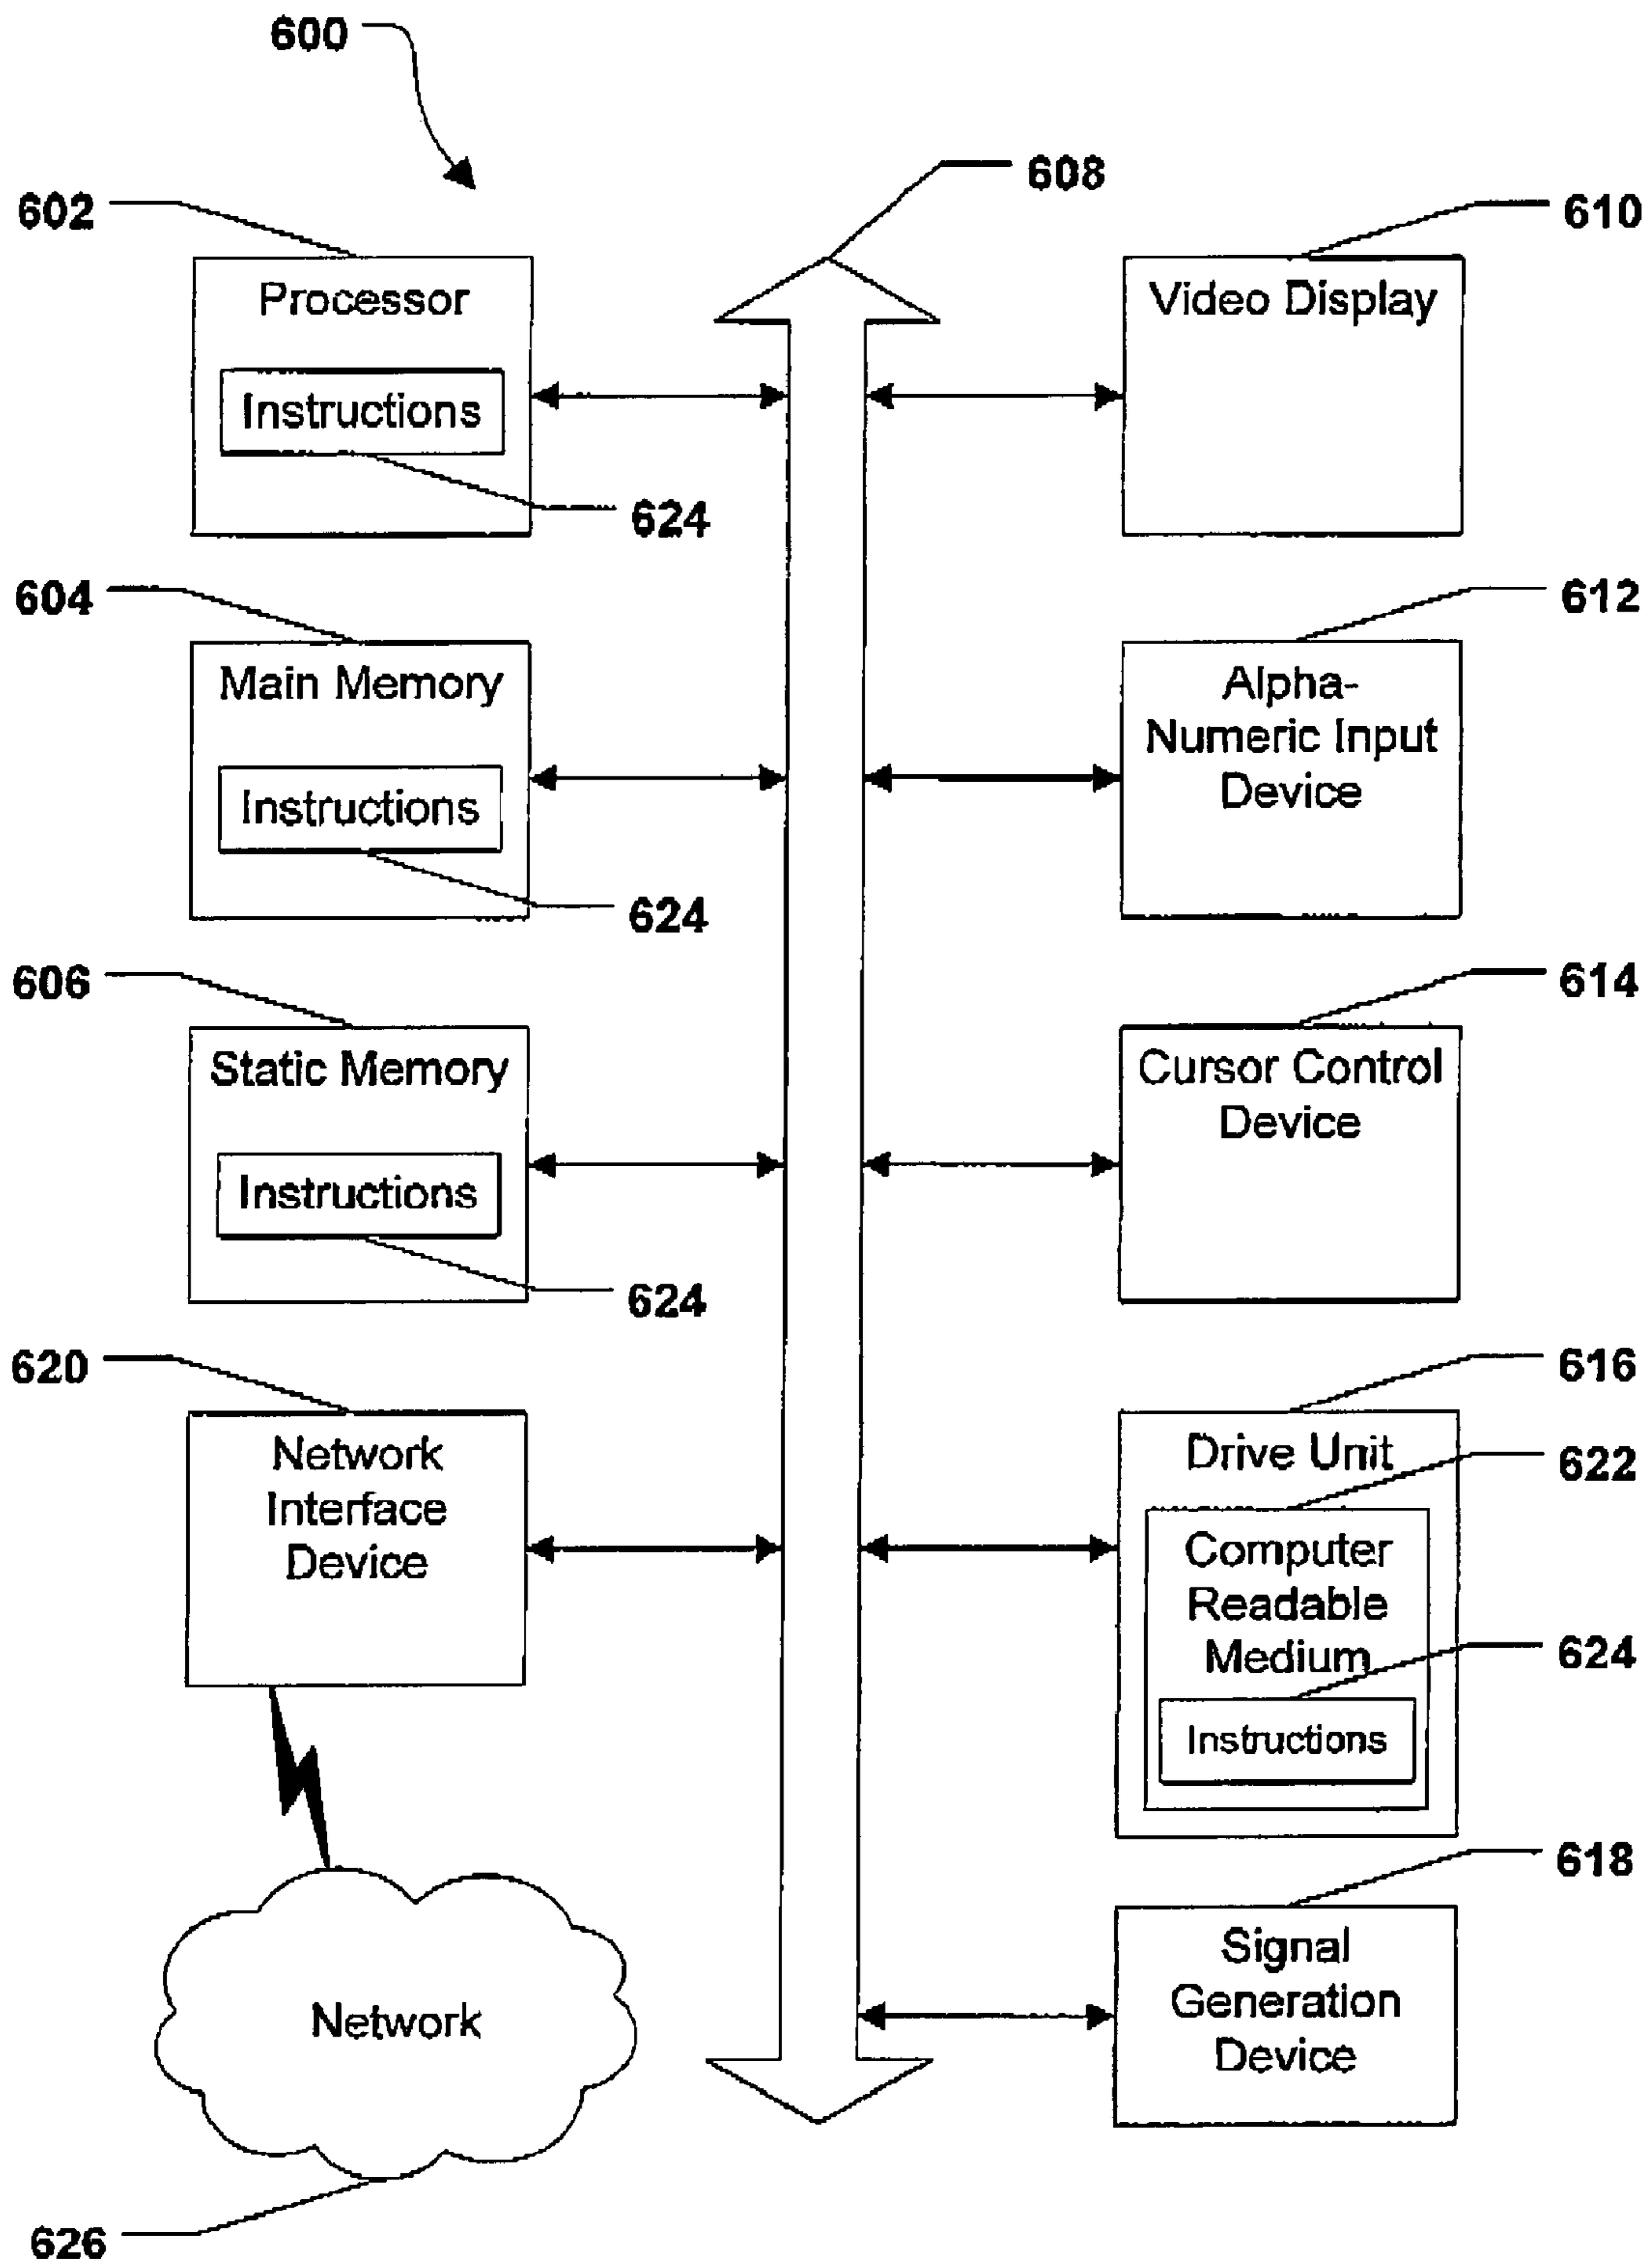 600
608
602
610
Processor
Instructions
624
Video Display
604
612
Main Memory
Instructions
624
Alpha-
Numeric Input
Device
606
614
Static Memory
Instructions
624
Cursor Control
Device
620
616
Network
Interface
Device
Drive Unit
622
Computer
Readable
Medium
624
Instructions
618
Signal
Generation
Device
Network
626